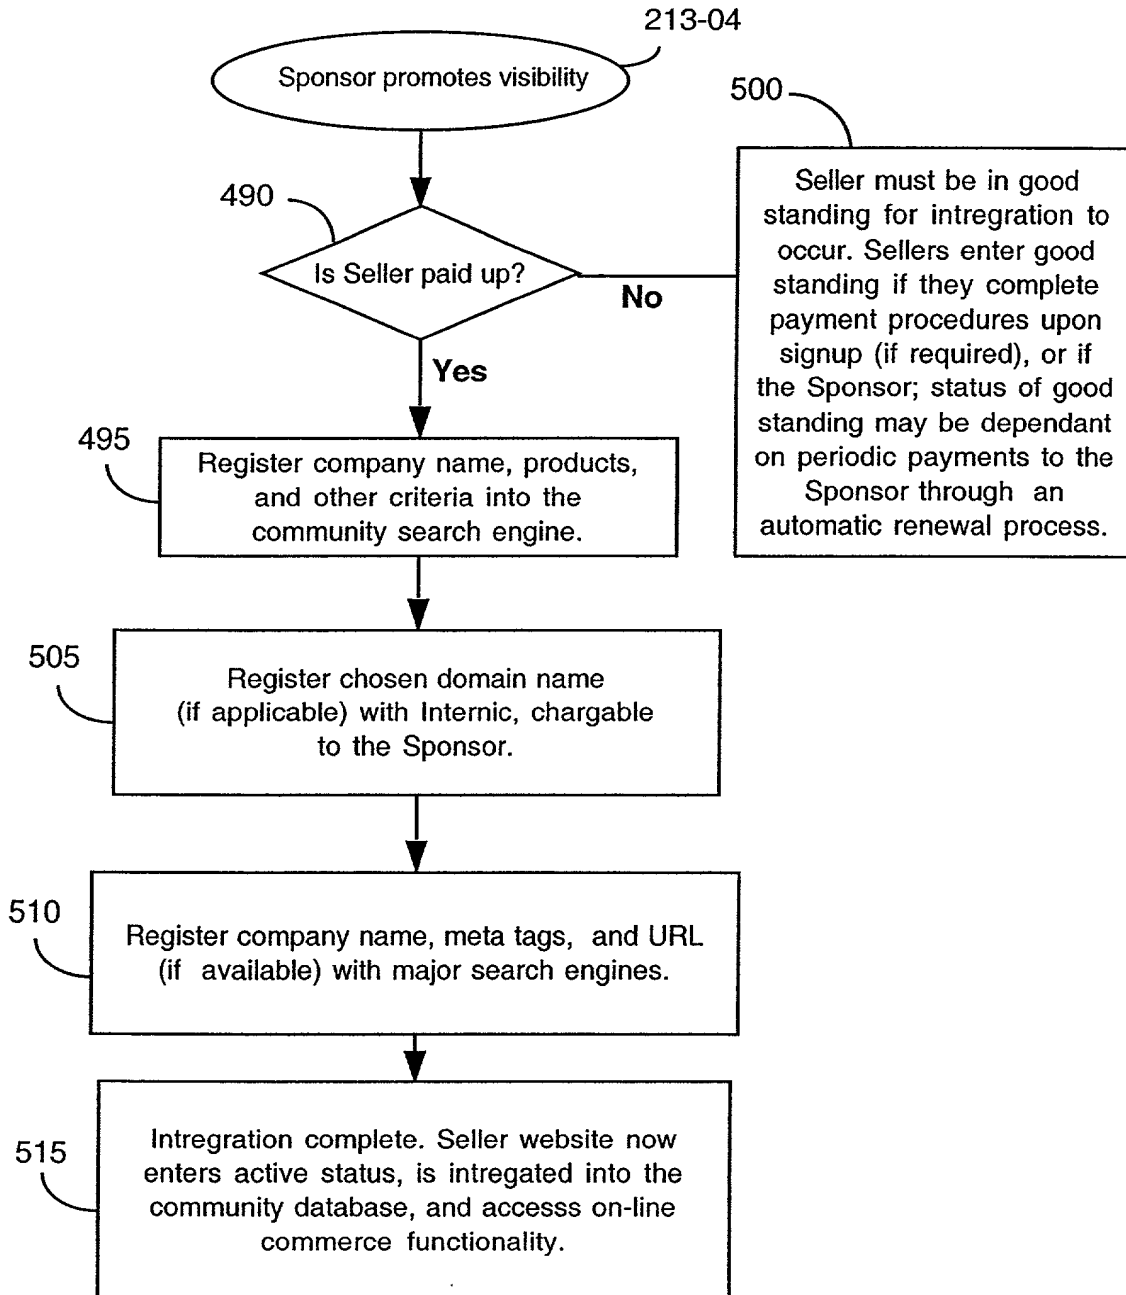 213-04
Sponsor promotes visibility
490
Is Seller paid up?
No
Yes
500
Seller must be in good
standing for intregration to
occur. Sellers enter good
standing if they complete
payment procedures upon
signup (if required), or if
the Sponsor; status of good
standing may be dependant
on periodic payments to the
Sponsor through an
automatic renewal process.
495
Register company name, products,
and other criteria into the
community search engine.
505
Register chosen domain name
(if applicable) with Internic, chargable
to the Sponsor.
510
Register company name, meta tags, and URL
(if available) with major search engines.
515
Intregration complete. Seller website now
enters active status, is intregated into the
community database, and accesss on-line
commerce functionality.